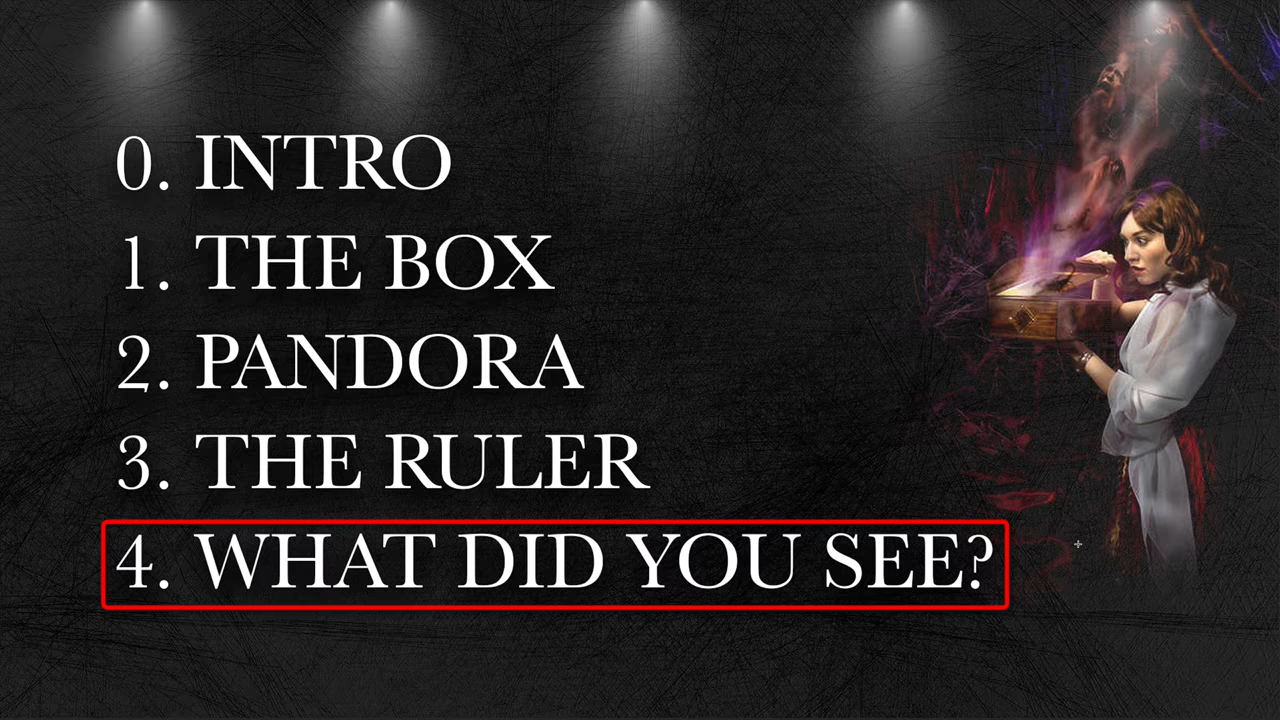 0. INTRO
1. THE BOX
2. PANDORA
3. THE RULER
4. WHAT DID YOU SEE?